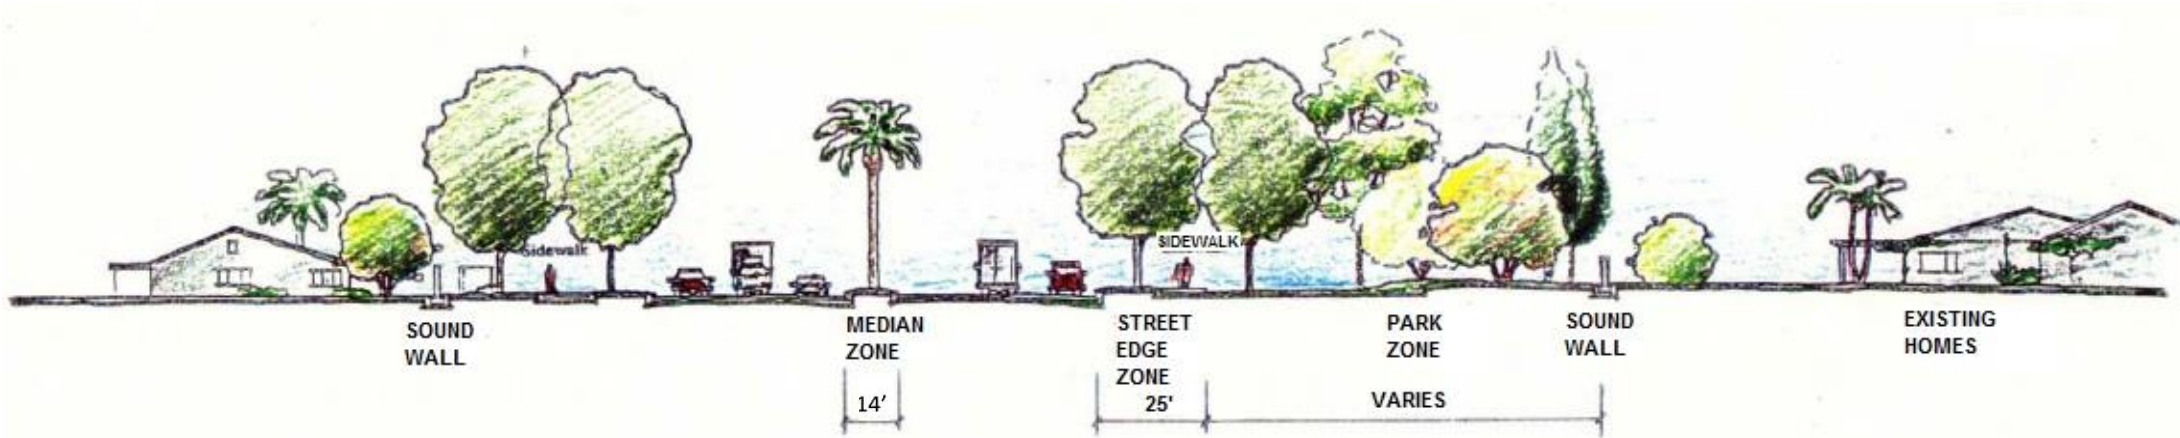 Sidewalk
SIDEWALK
SOUND
WALL
MEDIAN
ZONE
14'
STREET
EDGE
ZONE
25'
PARK
ZONE
VARIES
SOUND
WALL
EXISTING
HOMES